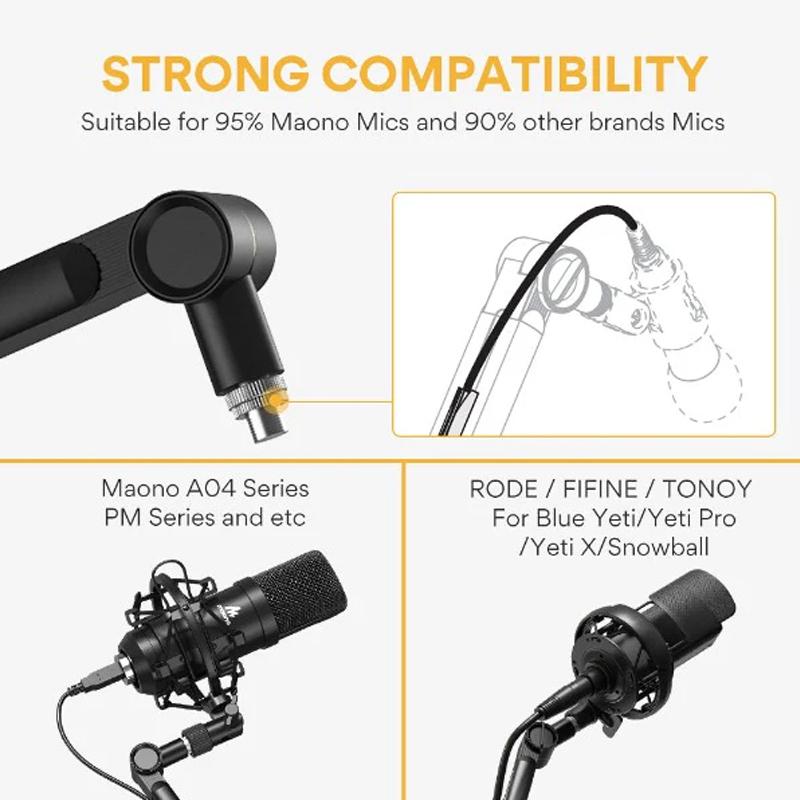 STRONG COMPATIBILITY
Suitable for 95% Maono Mics and 90% other brands Mics
Maono A04 Series
PM Series and etc
RODE / FIFINE / TONOY
For Blue Yeti/Yeti Pro
/Yeti X/Snowball